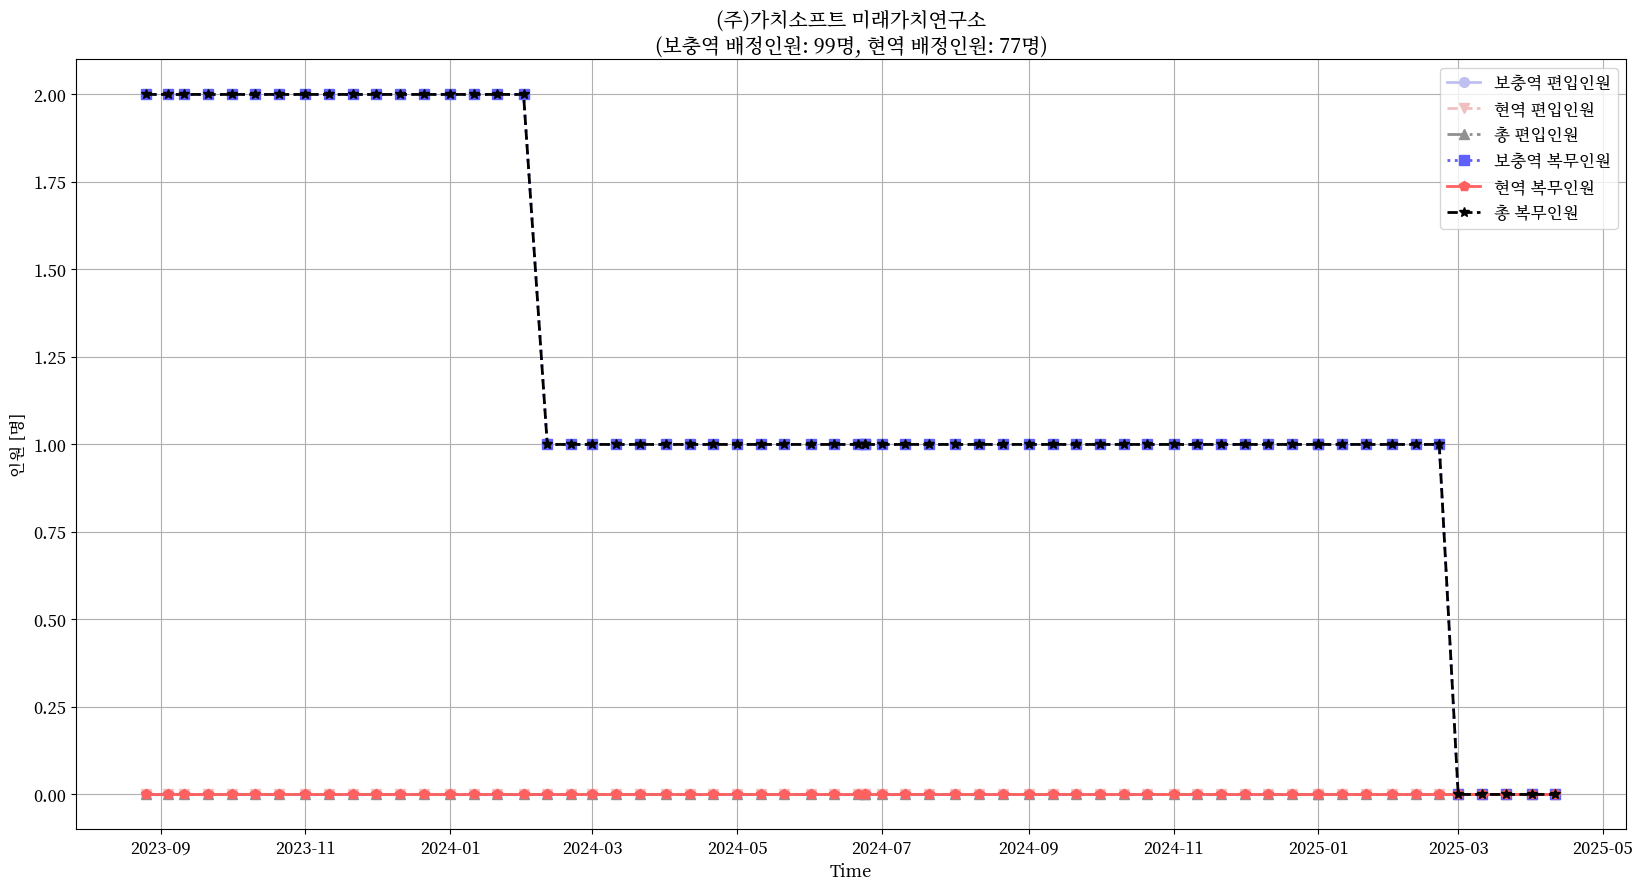 (주)가치소프트 미래가치연구소
(보충역 배정인원: 99명, 현역 배정인원: 77명)
보충역 편입인원
현역 편입인원
총 편입인원
보충역 복무인원
현역 복무인원
총 복무인원
인원 [명]
2.00
1.75
1.50
1.25
1.00
0.75
0.50
0.25
0.00
2023-09 2023-11 2024-01 2024-03 2024-05 2024-07 2024-09 2024-11 2025-01 2025-03 2025-05
Time